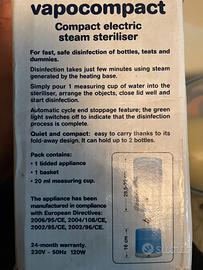 vapocompact
Compact electric
steam steriliser
For fast, safe disinfection of bottles, teats and
dummies.
Disinfection takes just few minutes using steam
generated by the heating base.
Simply pour 1 measuring cup of water into the
steriliser, arrange the objects, close lid well and
start disinfection.
Automatic cycle end stoppage feature; the green
light switches off to indicate that the disinfection
process is complete.
Quiet and compact: easy to carry thanks to its
fold-away design. It can hold up to 2 bottles.
Pack contains:
• 1 lidded appliance
• 1 basket
• 20 ml measuring cup.
The appliance has been
manufactured in compliance
with European Directives:
2006/95/CE, 2004/108/CE,
2002/95/CE, 2002/96/CE.
24-month warranty.
230V~ 50Hz 120W
Subito